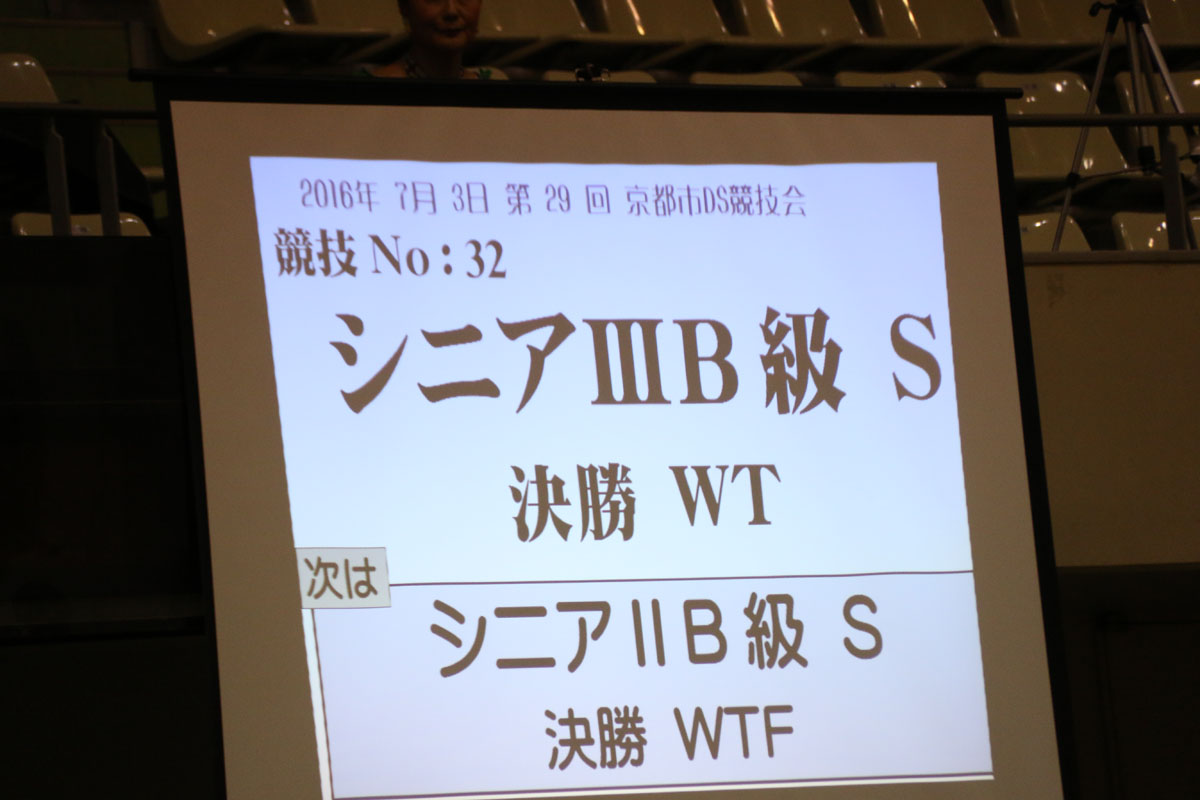 2016年 7月 3日 第 29 回 京都市DS競技会
競技 No : 32
シニアⅢB級 S
決勝 WT
次は
シニアⅡB級 S
決勝 WTF